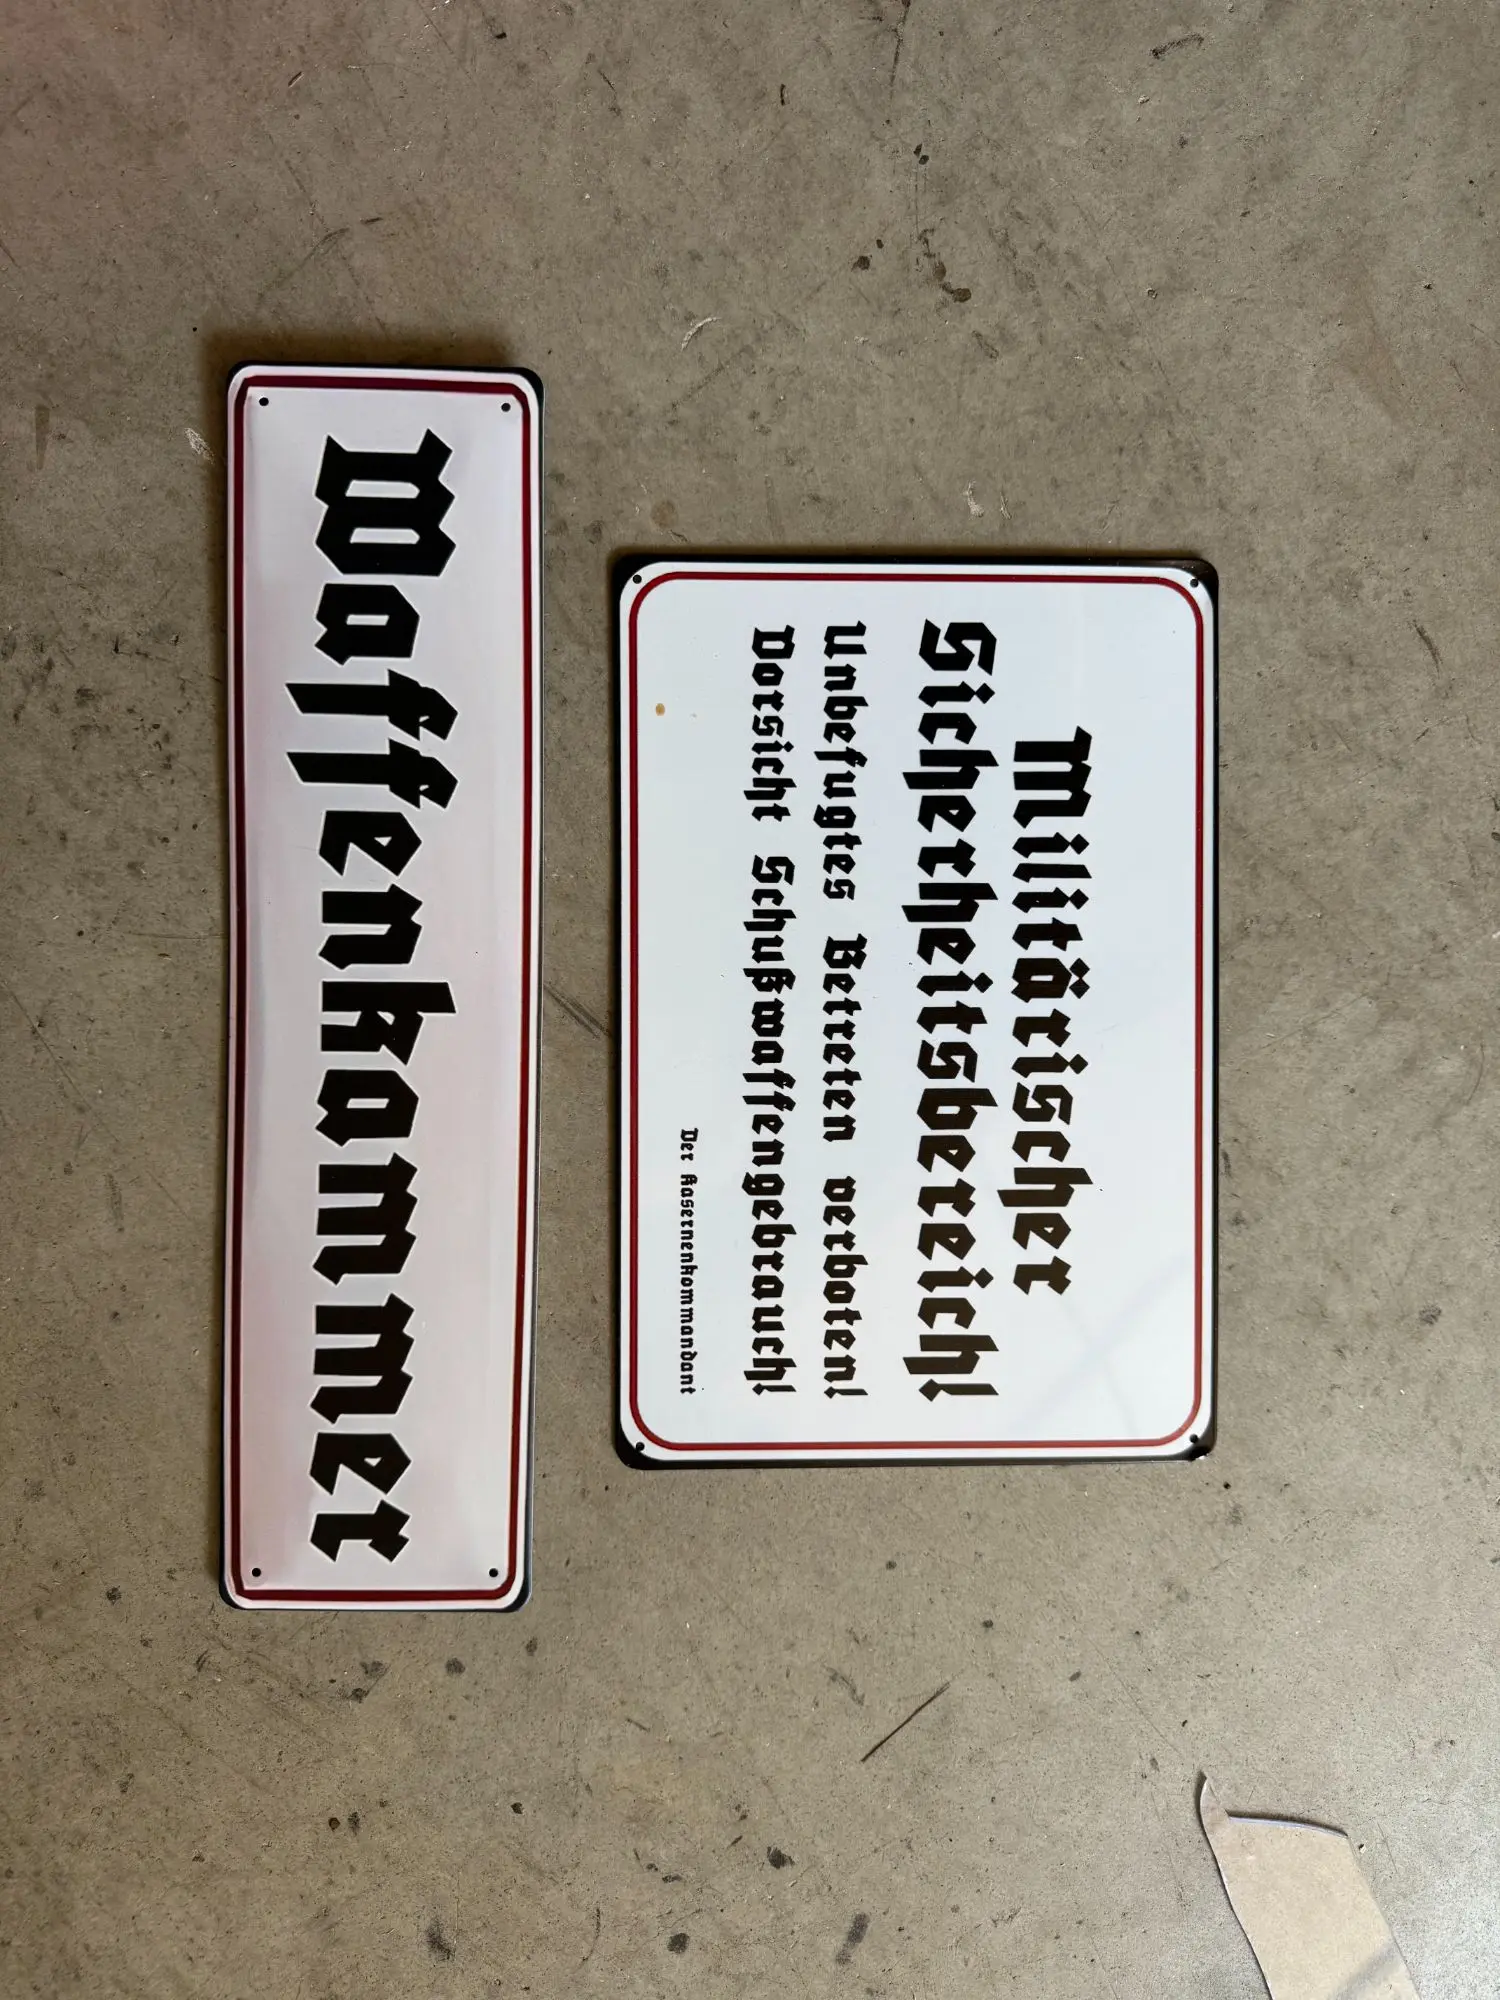 Waffenkammer
Militärischer
Sicherheitsbereich!
Unbefugtes Betreten verboten!
Vorsicht Schußwaffengebrauch!
Der Kasernenkommandant